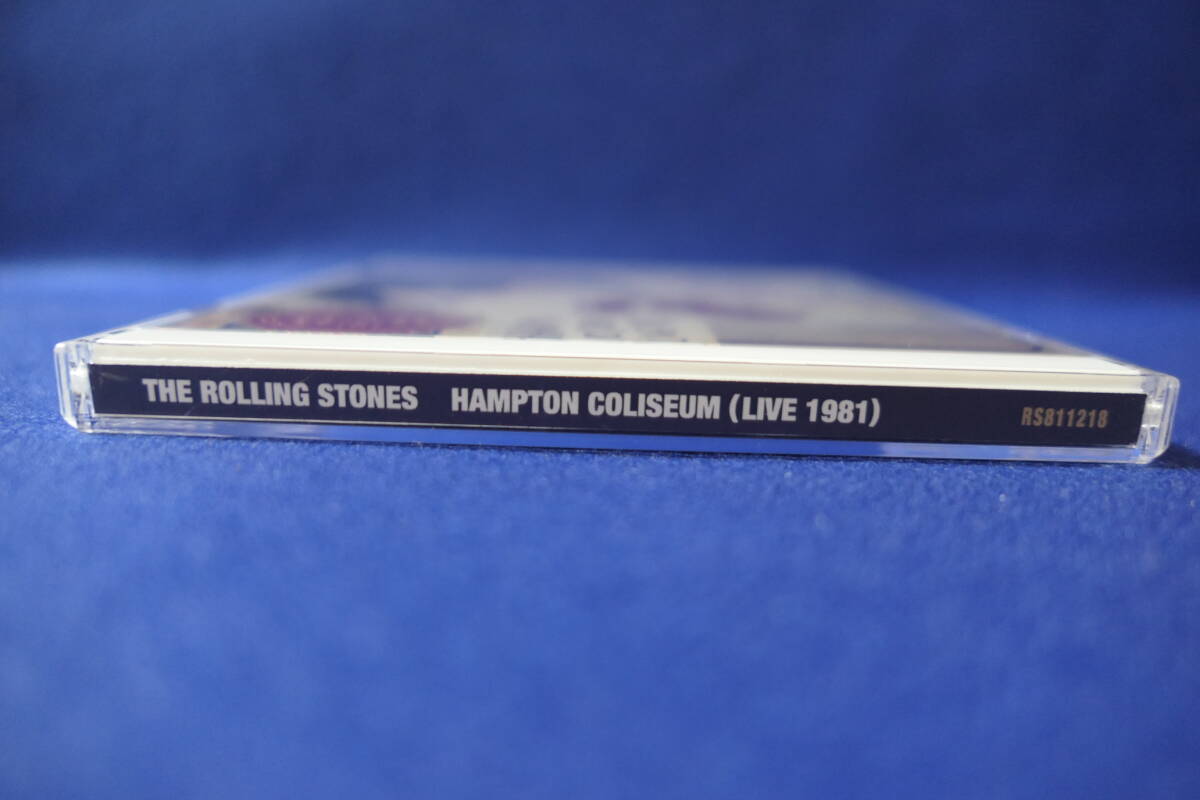 THE ROLLING STONES HAMPTON COLISEUM (LIVE 1981) RS811218